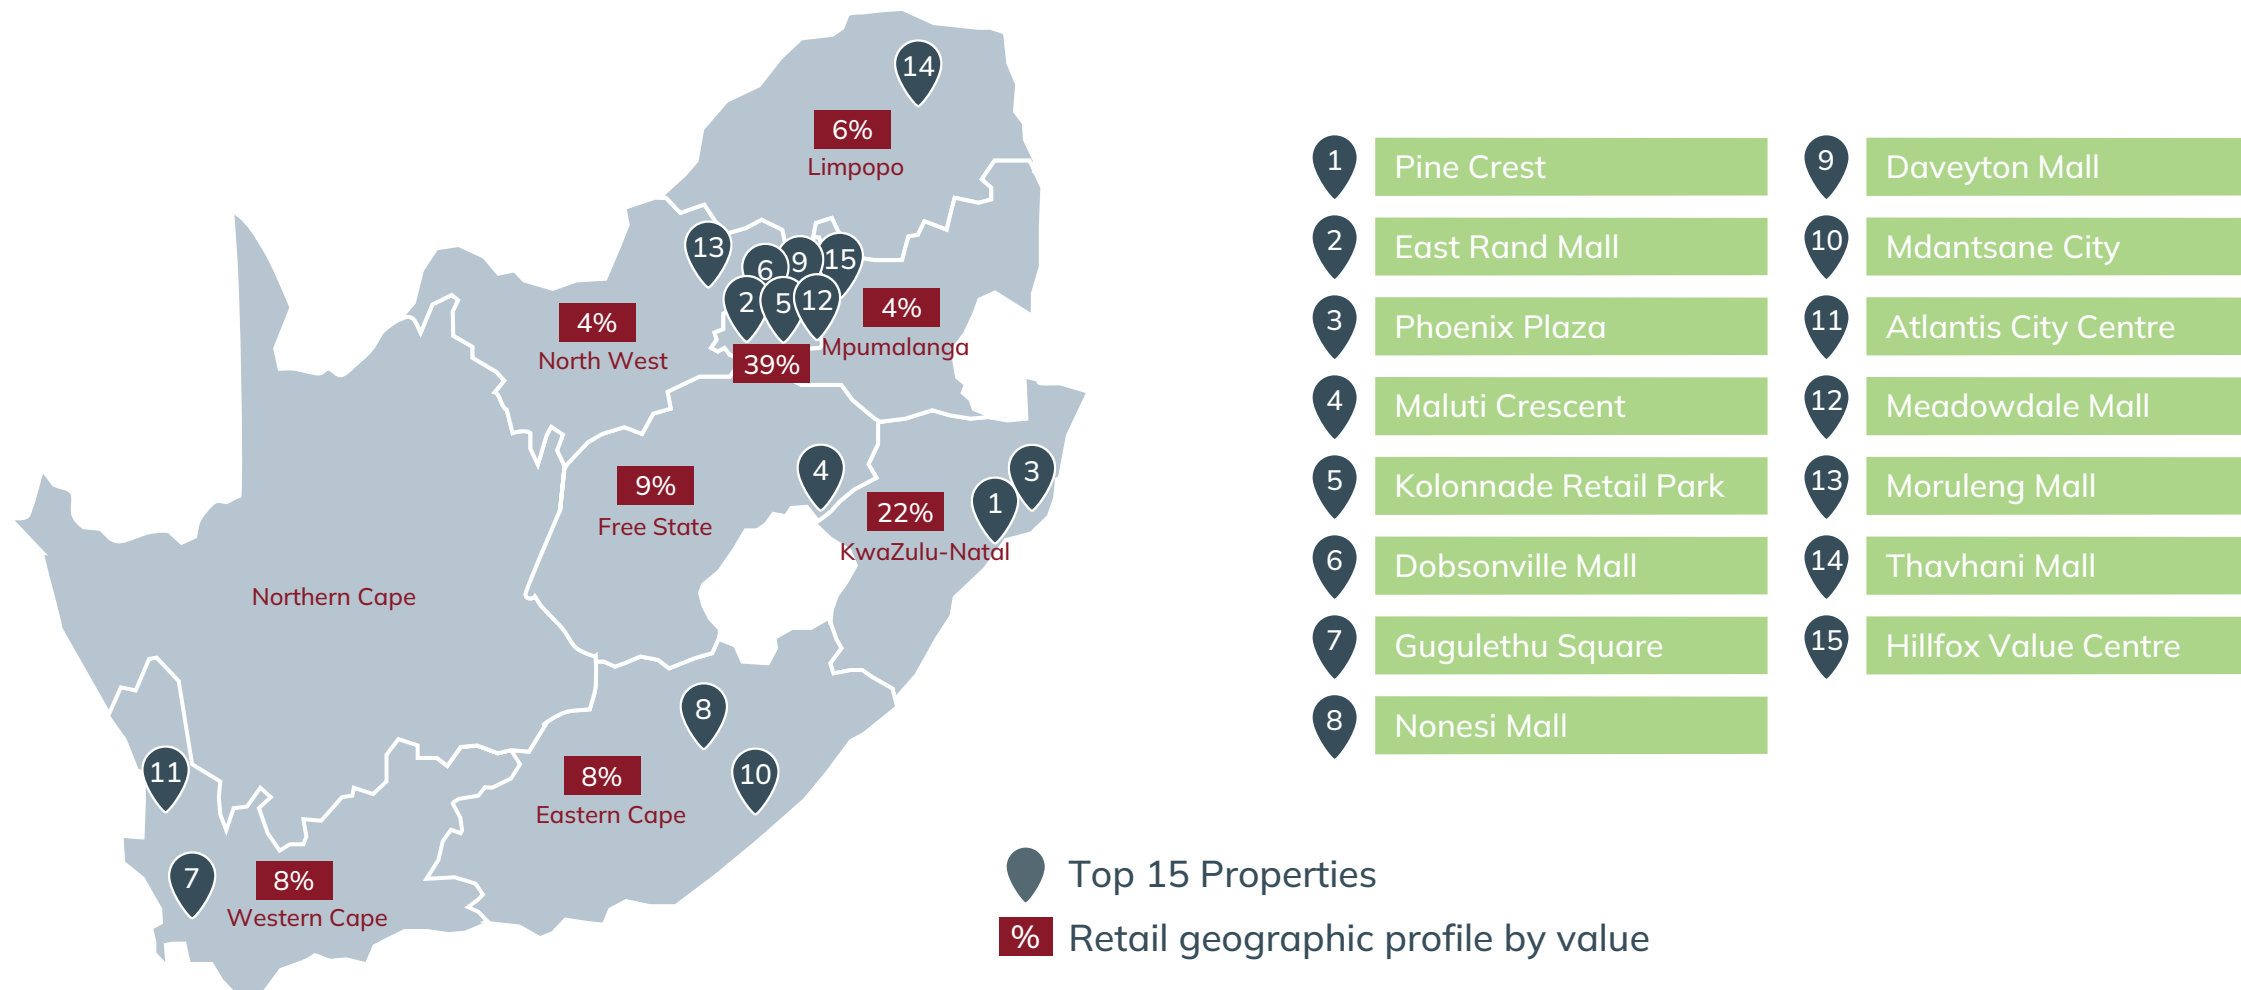 14
6%
Limpopo
13
6
9
15
2
5
12
4%
North West
4%
Mpumalanga
39%
9%
Free State
4
3
1
22%
KwaZulu-Natal
Northern Cape
8
10
8%
Eastern Cape
11
7
8%
Western Cape
1 Pine Crest
2 East Rand Mall
3 Phoenix Plaza
4 Maluti Crescent
5 Kolonnade Retail Park
6 Dobsonville Mall
7 Gugulethu Square
8 Nonesi Mall
9 Daveyton Mall
10 Mdantsane City
11 Atlantis City Centre
12 Meadowdale Mall
13 Moruleng Mall
14 Thavhani Mall
15 Hillfox Value Centre
Top 15 Properties
% Retail geographic profile by value